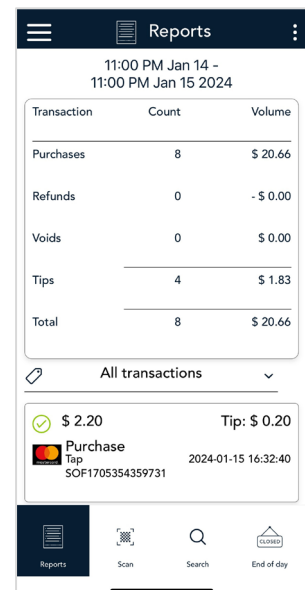 Reports
11:00 PM Jan 14 -
11:00 PM Jan 15 2024
Transaction Count Volume
Purchases 8 $ 20.66
Refunds 0 - $ 0.00
Voids 0 $ 0.00
Tips 4 $ 1.83
Total 8 $ 20.66
All transactions
$ 2.20 Tip: $ 0.20
Purchase
mastercard Tap 2024-01-15 16:32:40
SOF1705354359731
CLOSED
Reports Scan Search End of day